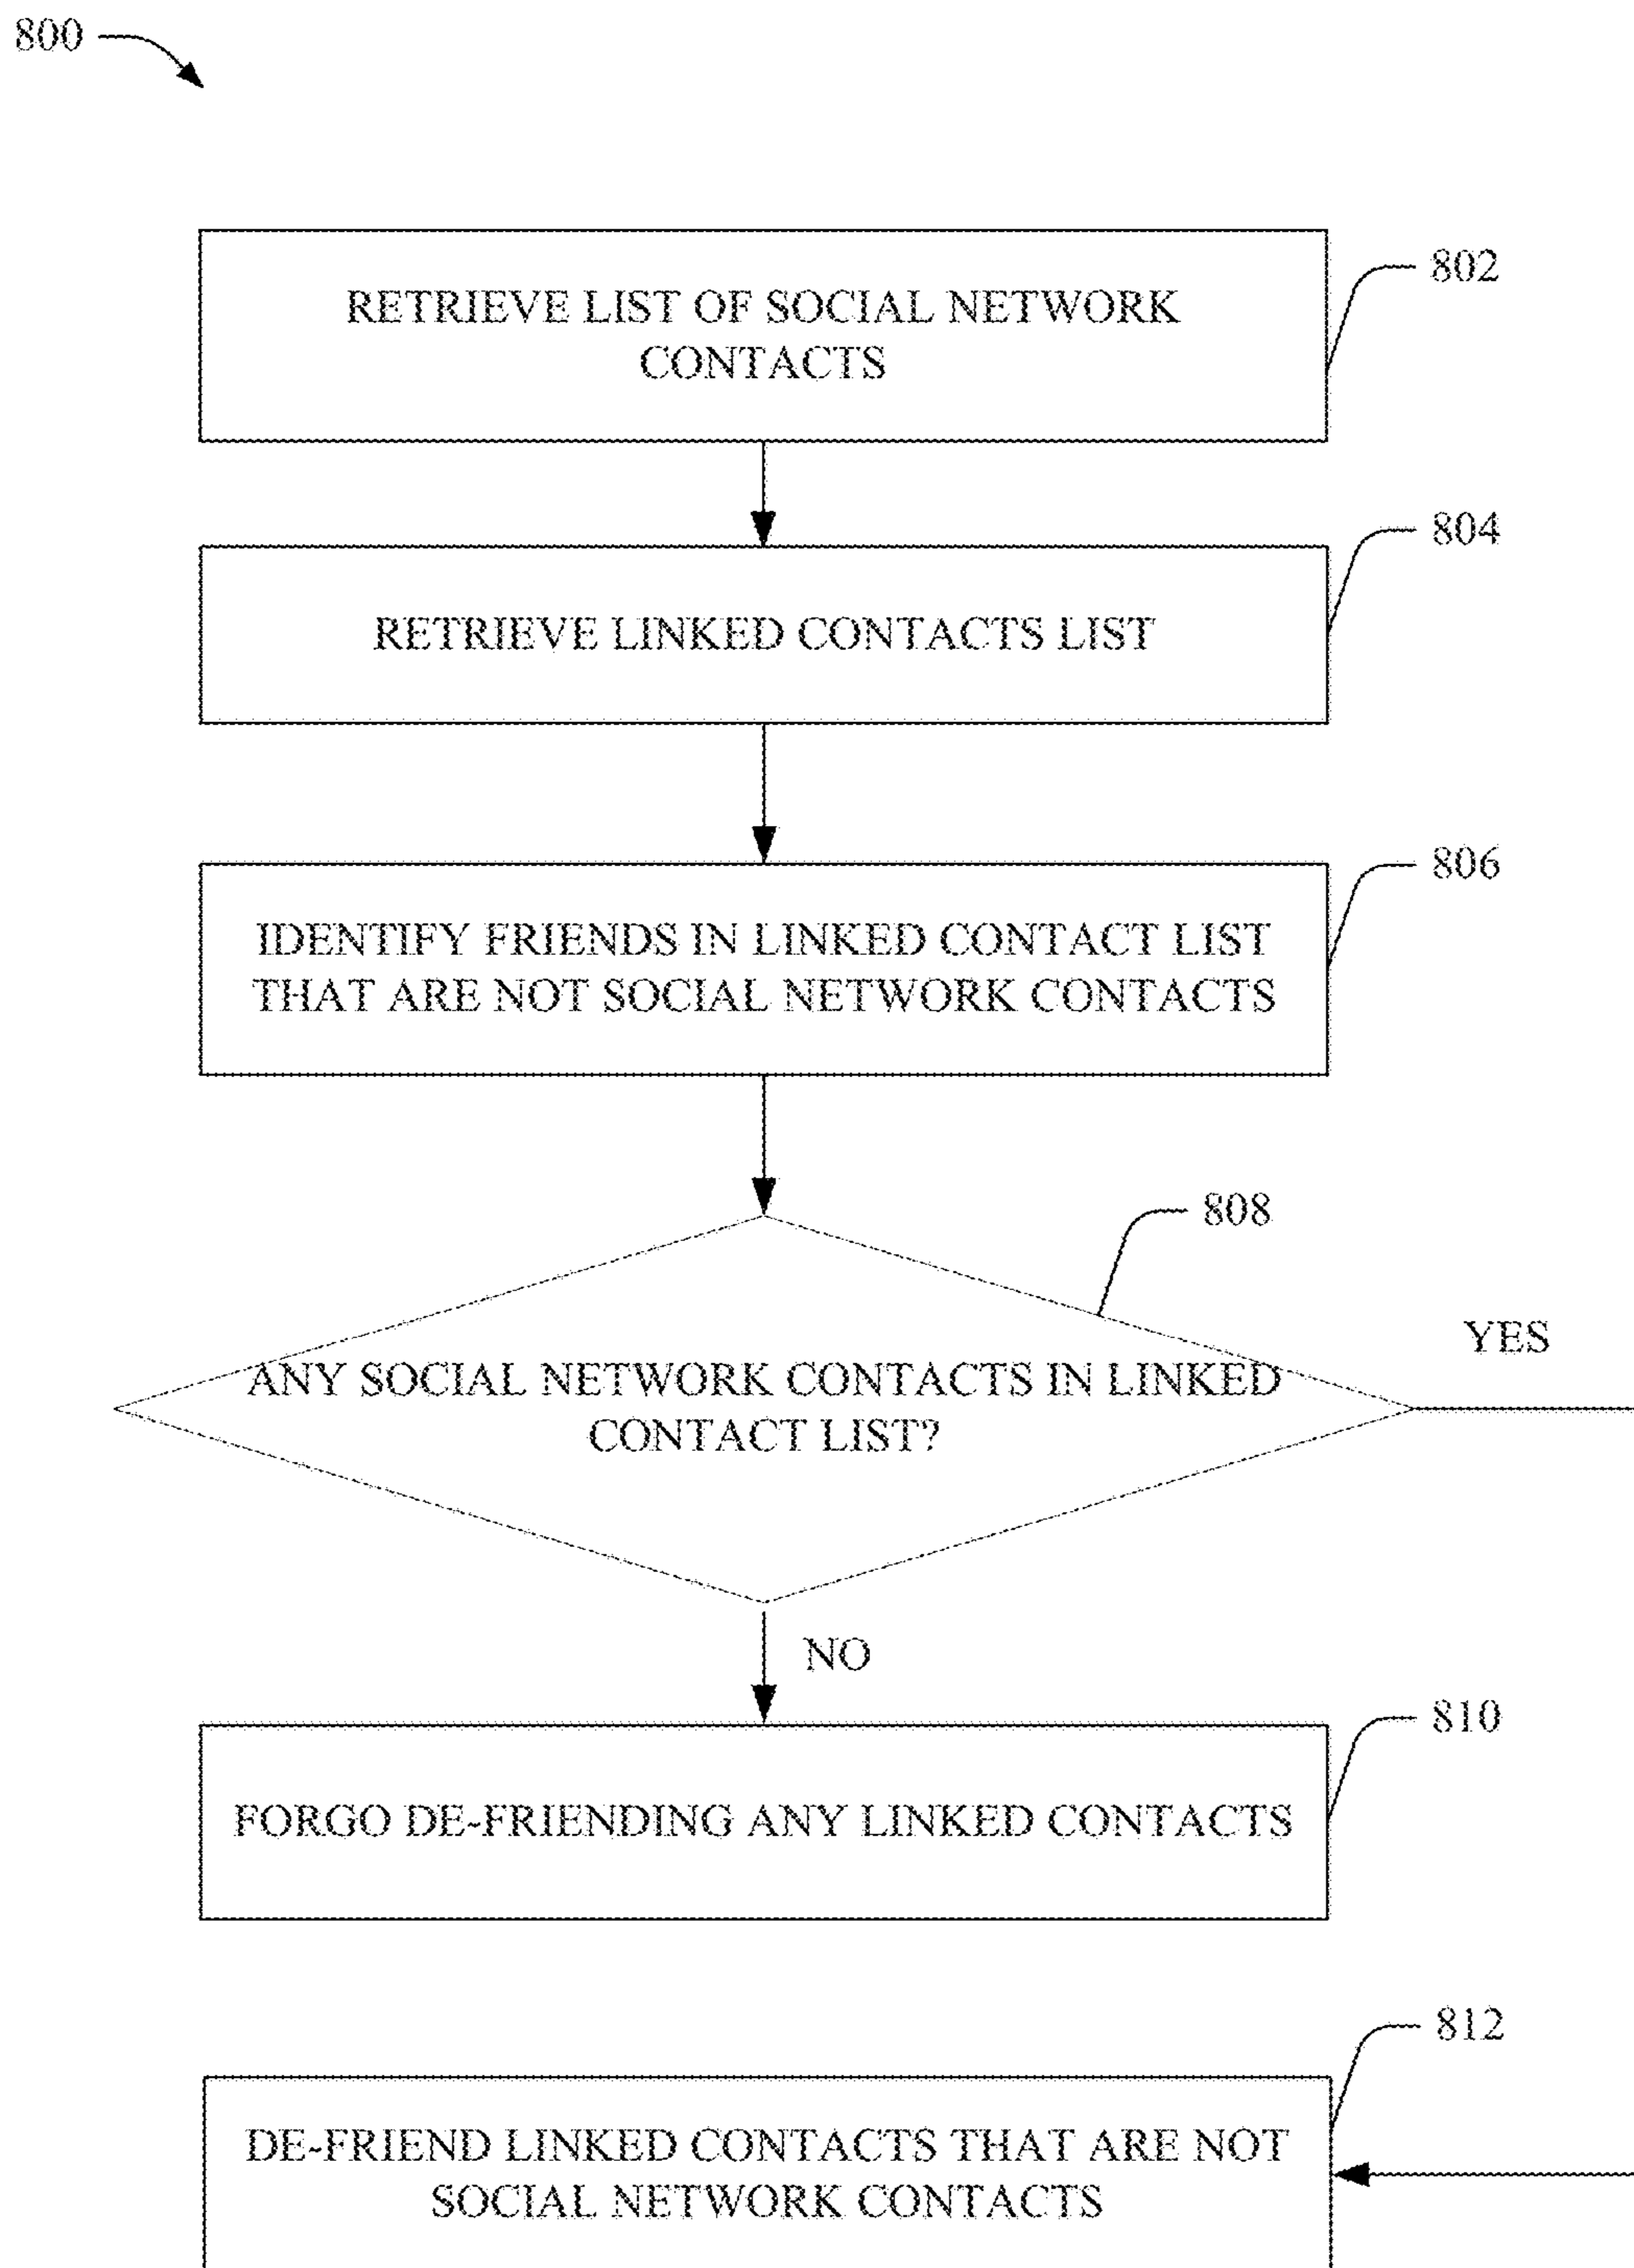 800
RETRIEVE LIST OF SOCIAL NETWORK
CONTACTS
802
RETRIEVE LINKED CONTACTS LIST
804
IDENTIFY FRIENDS IN LINKED CONTACT LIST
THAT ARE NOT SOCIAL NETWORK CONTACTS
806
808
ANY SOCIAL NETWORK CONTACTS IN LINKED
CONTACT LIST?
YES
NO
FORGO DE-FRIENDING ANY LINKED CONTACTS
810
DE-FRIEND LINKED CONTACTS THAT ARE NOT
SOCIAL NETWORK CONTACTS
812